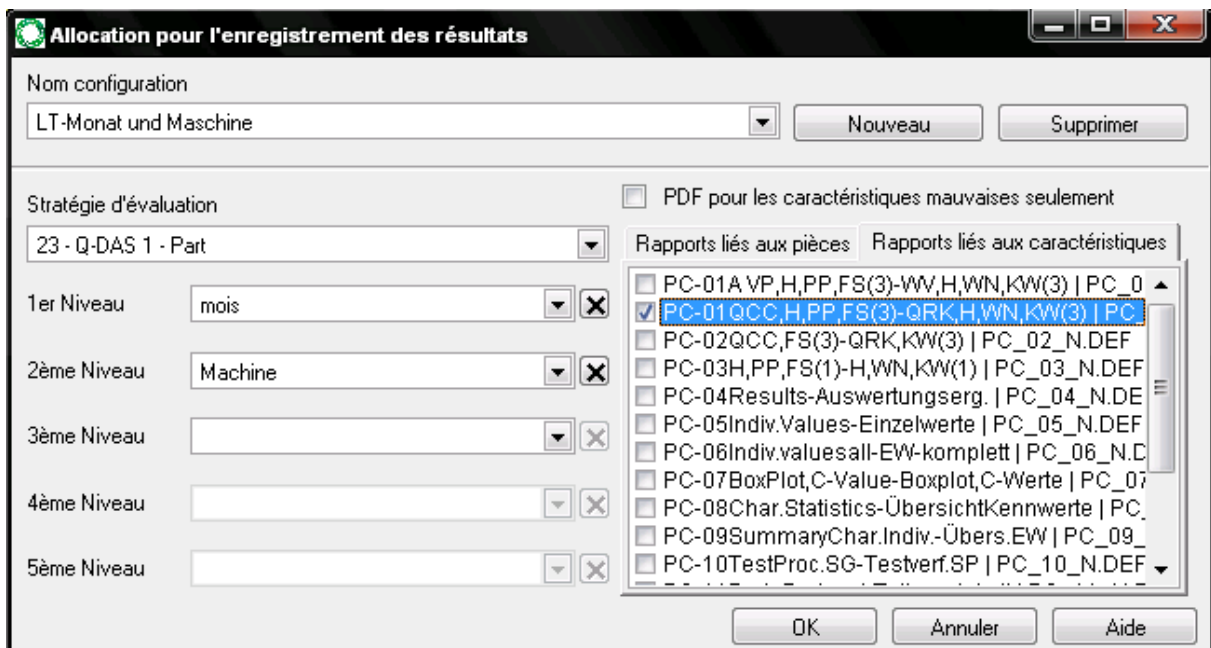 Allocation pour l'enregistrement des résultats
Nom configuration
LT-Monat und Maschine
Nouveau
Supprimer
Stratégie d'évaluation
23 - Q-DAS 1 - Part
1er Niveau
mois
2ème Niveau
Machine
3ème Niveau
4ème Niveau
5ème Niveau
PDF pour les caractéristiques mauvaises seulement
Rapports liés aux pièces
Rapports liés aux caractéristiques
PC-01AVP,H,PP,FS(3)-WV,H,WN,KW(3) | PC_0
PC-01QCC,H,PP,FS(3)-QRK,H,WN,KW(3) | PC
PC-02QCC,FS(3)-QRK,KW(3) | PC_02_N.DEF
PC-03H,PP,FS(1)-H,WN,KW(1) | PC_03_N.DEF
PC-04Results-Auswertungserg. | PC_04_N.DE
PC-05Indiv.Values-Einzelwerte | PC_05_N.DEF
PC-06Indiv.valuesall-EW-komplett | PC_06_N.D
PC-07BoxPlot,C-Value-Boxplot,C-Werte | PC_07
PC-08Char.Statistics-ÜbersichtKennwerte | PC_
PC-09SummaryChar.Indiv.-Übers.EW | PC_09_
PC-10TestProc.SG-Testverf.SP | PC_10_N.DEF
OK
Annuler
Aide